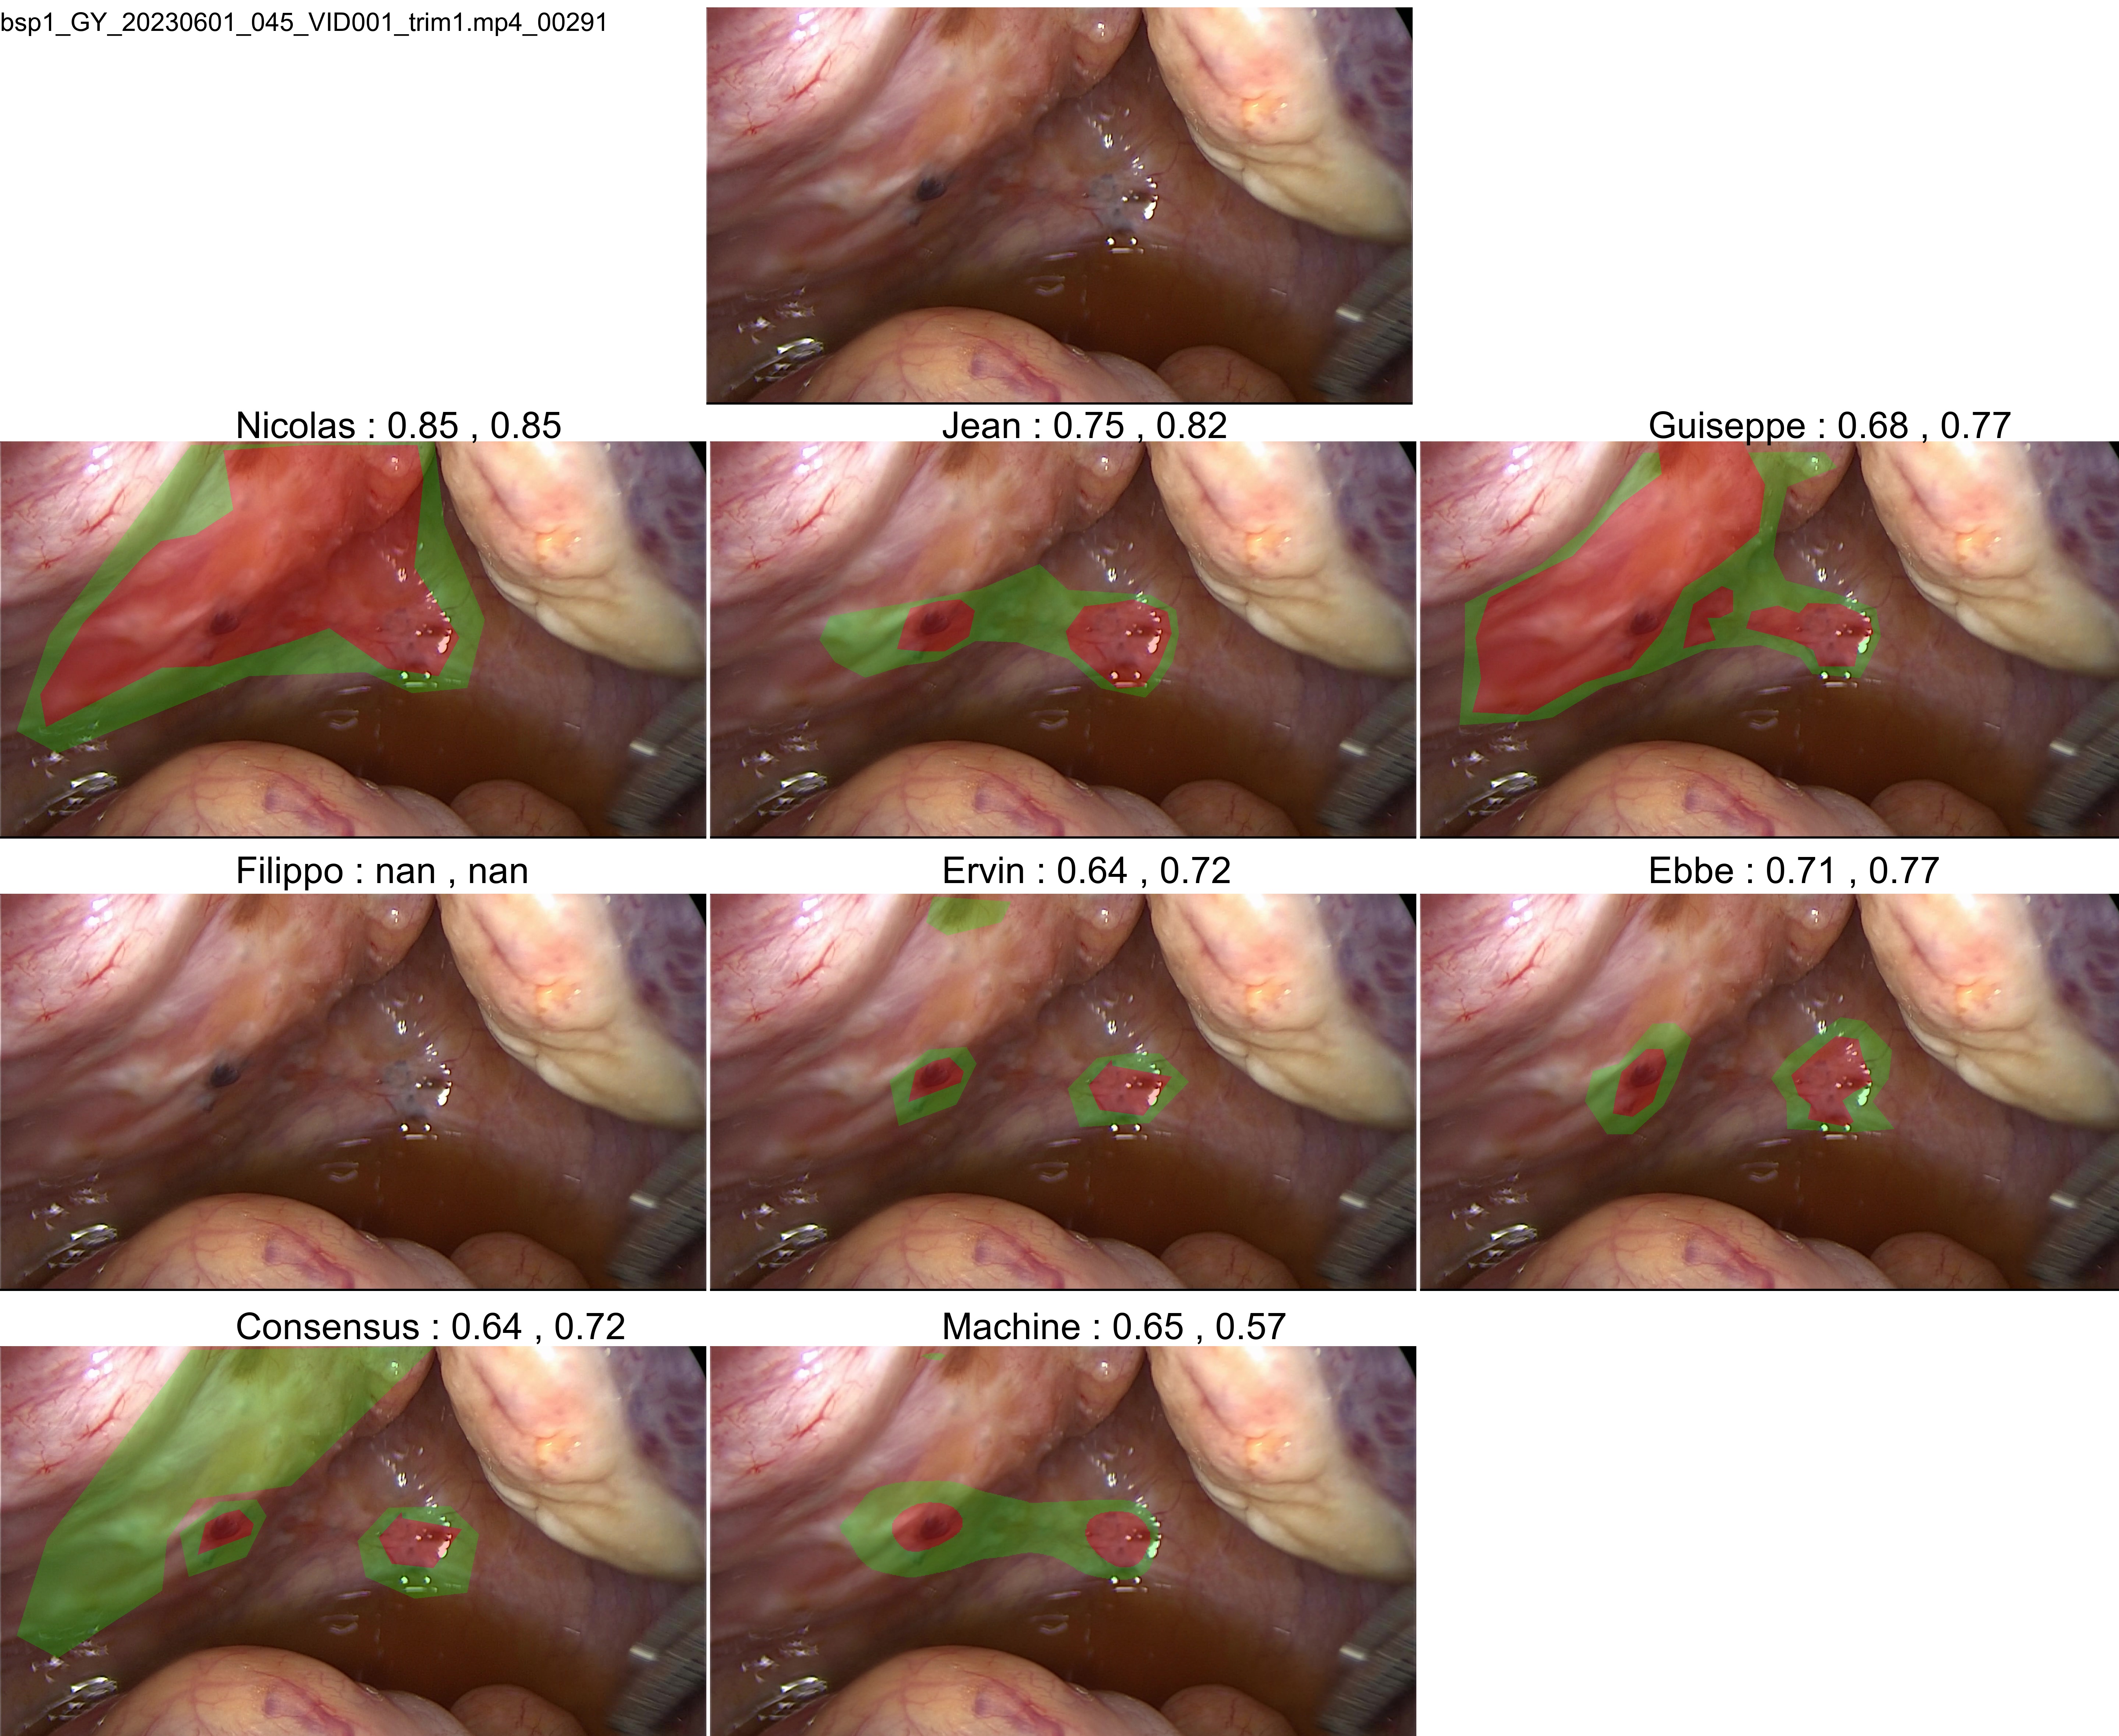 bsp1_GY_20230601_045_VID001_trim1.mp4_00291
Nicolas : 0.85 , 0.85
Jean : 0.75 , 0.82
Guiseppe : 0.68 , 0.77
Filippo : nan , nan
Ervin : 0.64 , 0.72
Ebbe : 0.71 , 0.77
Consensus : 0.64 , 0.72
Machine : 0.65 , 0.57